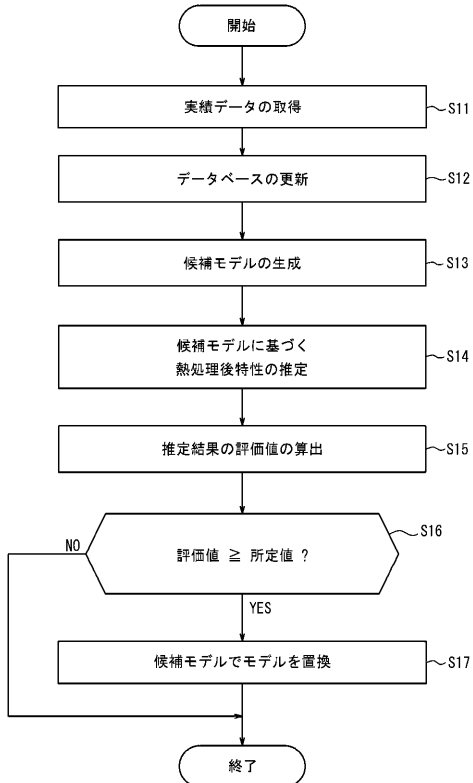 開始
実績データの取得
S11
データベースの更新
S12
候補モデルの生成
S13
候補モデルに基づく
熱処理後特性の推定
S14
推定結果の評価値の算出
S15
評価値 ≧ 所定値 ?
S16
NO
YES
候補モデルでモデルを置換
S17
終了